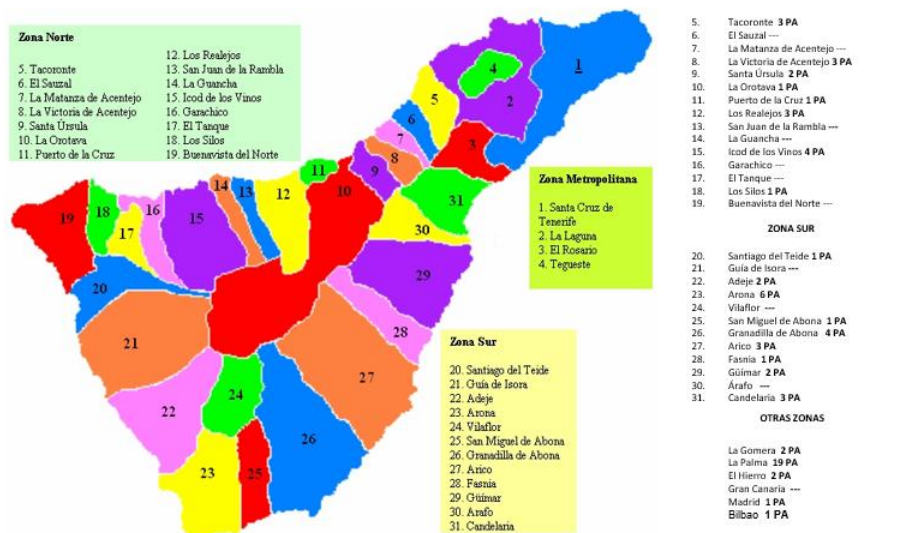 Zona Norte
5. Tacoronte
6. El Sauzal
7. La Matanza de Acentejo
8. La Victoria de Acentejo
9. Santa Úrsula
10. La Orotava
11. Puerto de la Cruz
12. Los Realejos
13. San Juan de la Rambla
14. La Guancha
15. Icod de los Vinos
16. Garachico
17. El Tanque
18. Los Silos
19. Buenavista del Norte
1
2
3
4
5
6
7
8
9
10
11
12
13
14
15
16
17
18
19
20
21
22
23
24
25
26
27
28
29
30
31
Zona Metropolitana
1. Santa Cruz de
Tenerife
2. La Laguna
3. El Rosario
4. Tegueste
Zona Sur
20. Santiago del Teide
21. Guía de Isora
22. Adeje
23. Arona
24. Vilaflor
25. San Miguel de Abona
26. Granadilla de Abona
27. Arico
28. Fasnia
29. Güímar
30. Arafo
31. Candelaria
5. Tacoronte 3 PA
6. El Sauzal ---
7. La Matanza de Acentejo ---
8. La Victoria de Acentejo 3 PA
9. Santa Úrsula 2 PA
10. La Orotava 1 PA
11. Puerto de la Cruz 1 PA
12. Los Realejos 3 PA
13. San Juan de la Rambla ---
14. La Guancha ---
15. Icod de los Vinos 4 PA
16. Garachico ---
17. El Tanque ---
18. Los Silos 1 PA
19. Buenavista del Norte ---
ZONA SUR
20. Santiago del Teide 1 PA
21. Guía de Isora ---
22. Adeje 2 PA
23. Arona 6 PA
24. Vilaflor ---
25. San Miguel de Abona 1 PA
26. Granadilla de Abona 4 PA
27. Arico 3 PA
28. Fasnia 1 PA
29. Güímar 2 PA
30. Árafo ---
31. Candelaria 3 PA
OTRAS ZONAS
La Gomera 2 PA
La Palma 19 PA
El Hierro 2 PA
Gran Canaria ---
Madrid 1 PA
Bilbao 1 PA